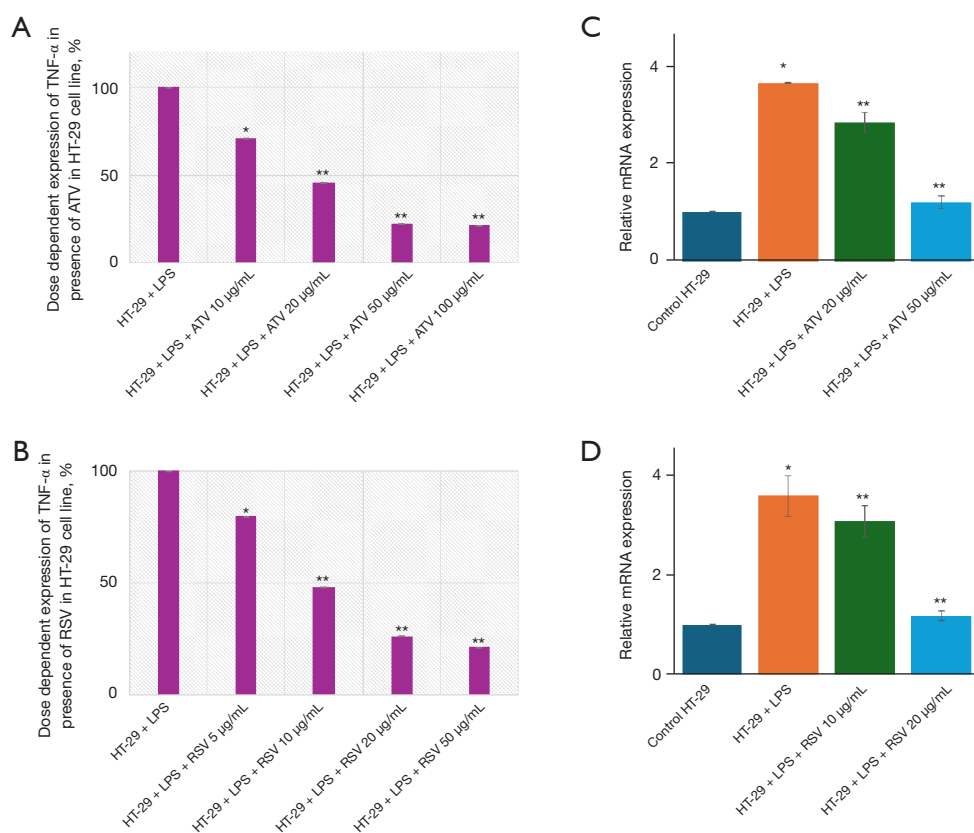 A
Dose dependent expression of TNF-α in
presence of ATV in HT-29 cell line, %
100
50
0
*
**
**
**
HT-29 + LPS
HT-29 + LPS + ATV 10 µg/mL
HT-29 + LPS + ATV 20 µg/mL
HT-29 + LPS + ATV 50 µg/mL
HT-29 + LPS + ATV 100 µg/mL
C
Relative mRNA expression
4
2
0
*
**
**
Control HT-29
HT-29 + LPS
HT-29 + LPS + ATV 20 µg/mL
HT-29 + LPS + ATV 50 µg/mL
B
Dose dependent expression of TNF-α in
presence of RSV in HT-29 cell line, %
100
50
0
*
**
**
**
HT-29 + LPS
HT-29 + LPS + RSV 5 µg/mL
HT-29 + LPS + RSV 10 µg/mL
HT-29 + LPS + RSV 20 µg/mL
HT-29 + LPS + RSV 50 µg/mL
D
Relative mRNA expression
4
2
0
*
**
**
Control HT-29
HT-29 + LPS
HT-29 + LPS + RSV 10 µg/mL
HT-29 + LPS + RSV 20 µg/mL